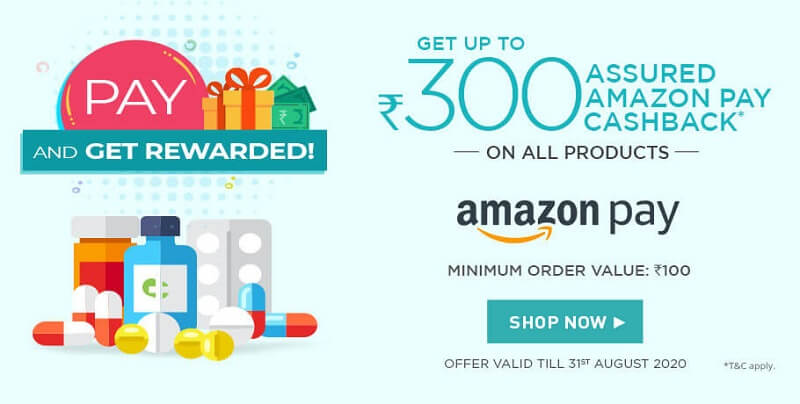 PAY
AND GET REWARDED!
₹
GET UP TO
₹300 ASSURED
AMAZON PAY
CASHBACK*
ON ALL PRODUCTS
amazon pay
MINIMUM ORDER VALUE: ₹100
SHOP NOW ▶
OFFER VALID TILL 31ST AUGUST 2020
*T&C apply.